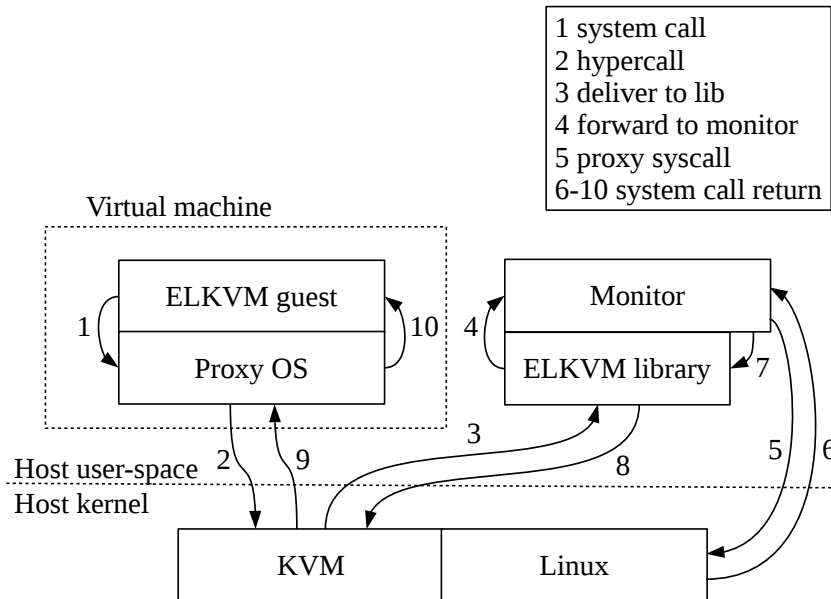 1 system call
2 hypercall
3 deliver to lib
4 forward to monitor
5 proxy syscall
6-10 system call return
Virtual machine
ELKVM guest
Monitor
1
10
4
Proxy OS
ELKVM library
7
2
9
3
8
5
6
Host user-space
Host kernel
KVM
Linux